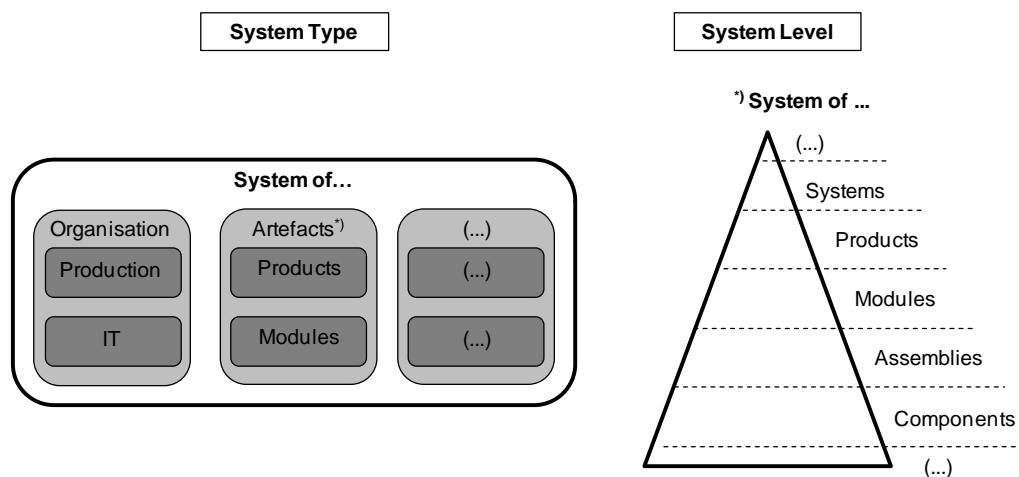 System Type
System of…
Organisation
Production
IT
Artefacts*)
Products
Modules
(...)
(...)
(...)
System Level
*) System of ...
(...)
Systems
Products
Modules
Assemblies
Components
(...)